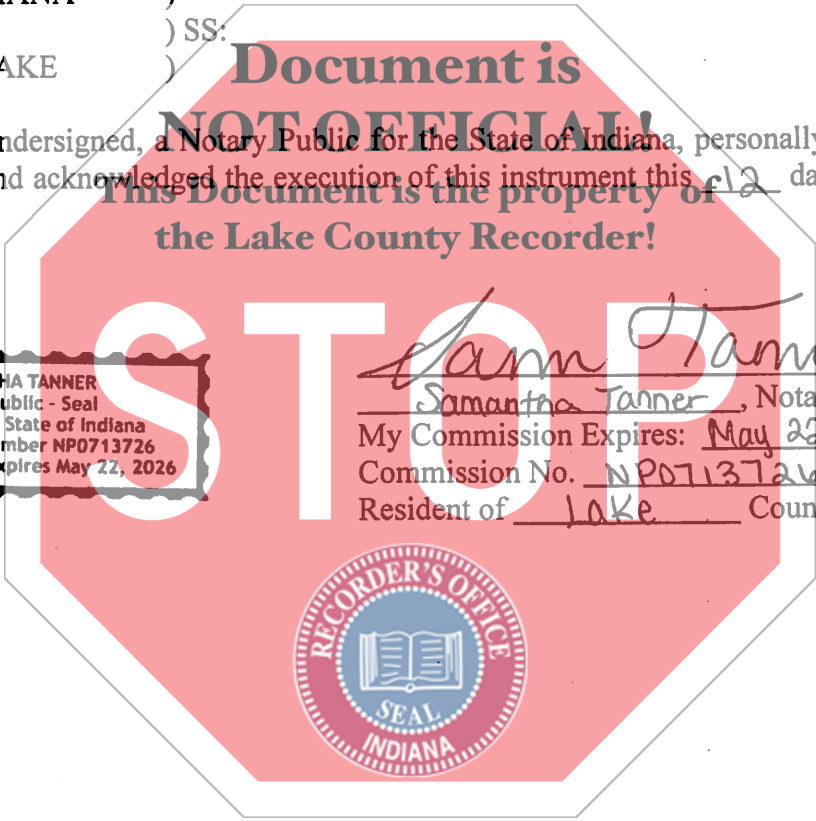 ) SS:
AKE )
Document is
NOT OFFICIAL!
ndersigned, a Notary Public for the State of Indiana, personally
nd acknowledged the execution of this instrument this 12 da
This Document is the property of
the Lake County Recorder!
STOP
HA TANNER
ublic - Seal
State of Indiana
mber NP0713726
xpires May 22, 2026
Samantha Tanner, Nota
My Commission Expires: May 22
Commission No. NP0713726
Resident of Lake Coun
RECORDER'S OFFICE
SEAL
INDIANA